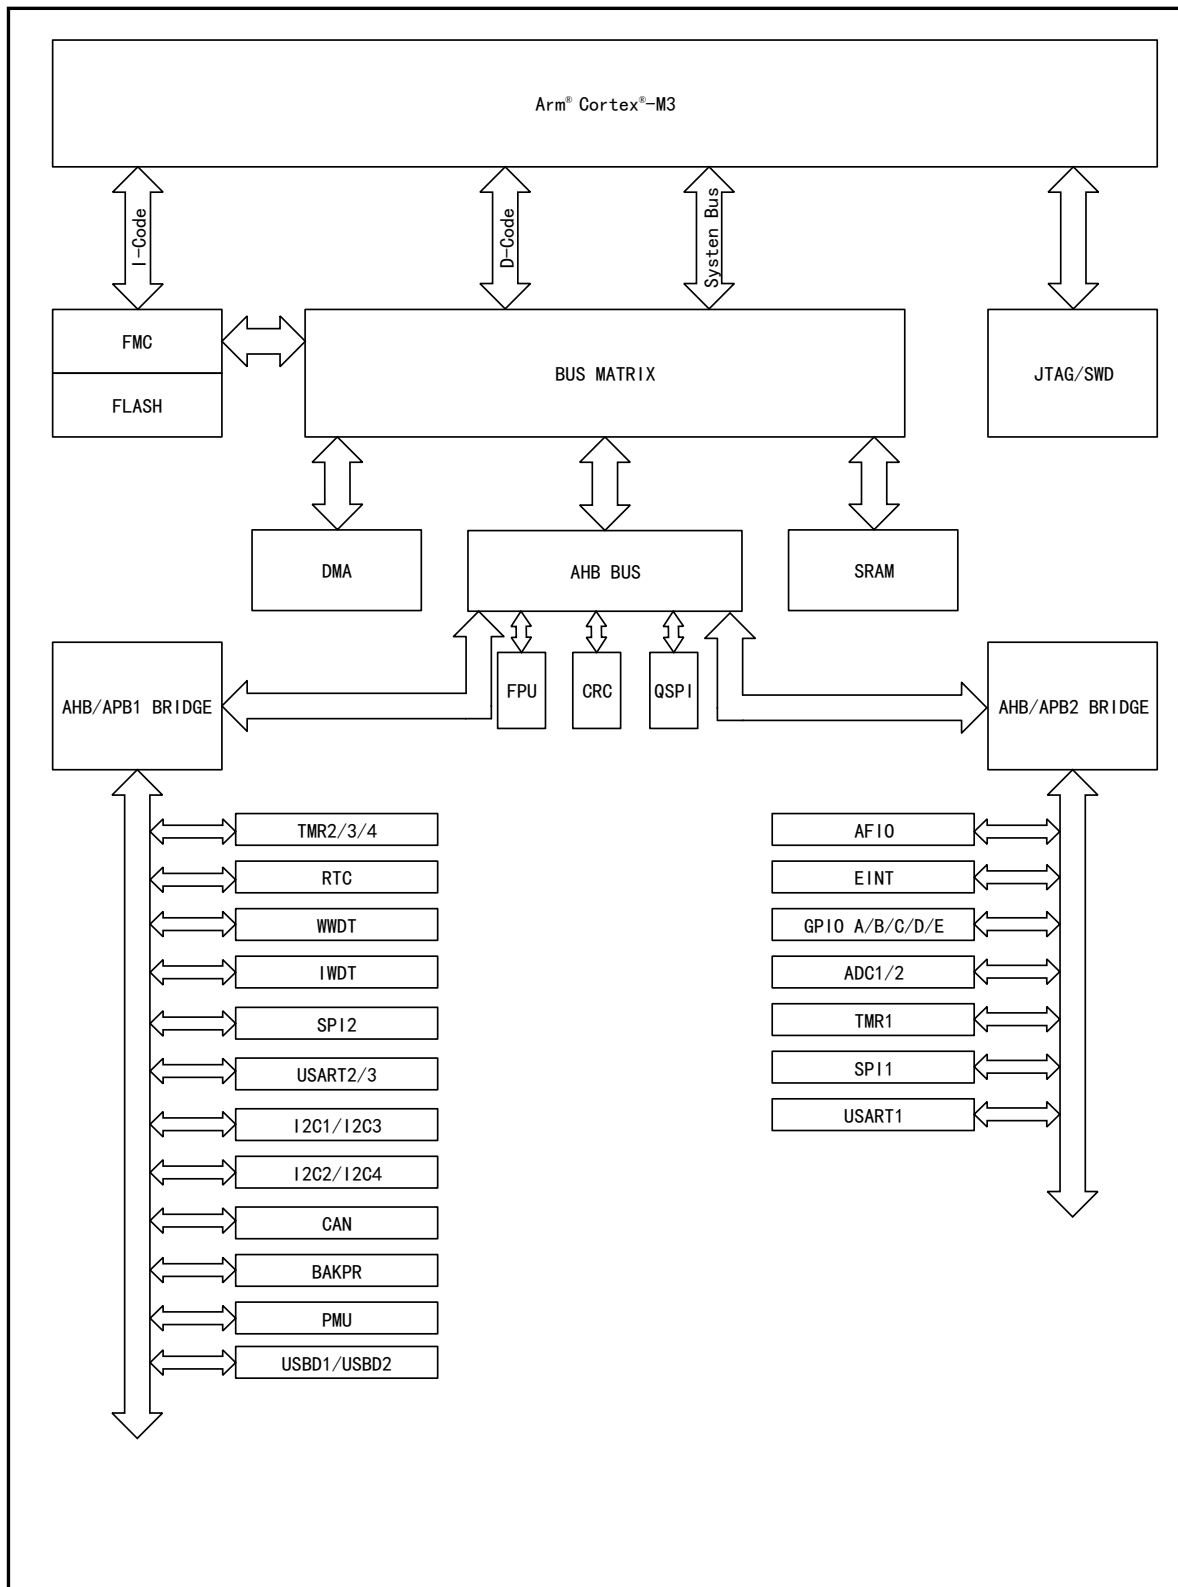 Arm® Cortex®-M3
I-Code
D-Code
Systen Bus
FMC
BUS MATRIX
JTAG/SWD
FLASH
DMA
AHB BUS
SRAM
FPU
CRC
QSPI
AHB/APB1 BRIDGE
AHB/APB2 BRIDGE
TMR2/3/4
AFIO
RTC
EINT
WWDT
GPIO A/B/C/D/E
IWDT
ADC1/2
SPI2
TMR1
USART2/3
SPI1
I2C1/I2C3
USART1
I2C2/I2C4
CAN
BAKPR
PMU
USBD1/USBD2